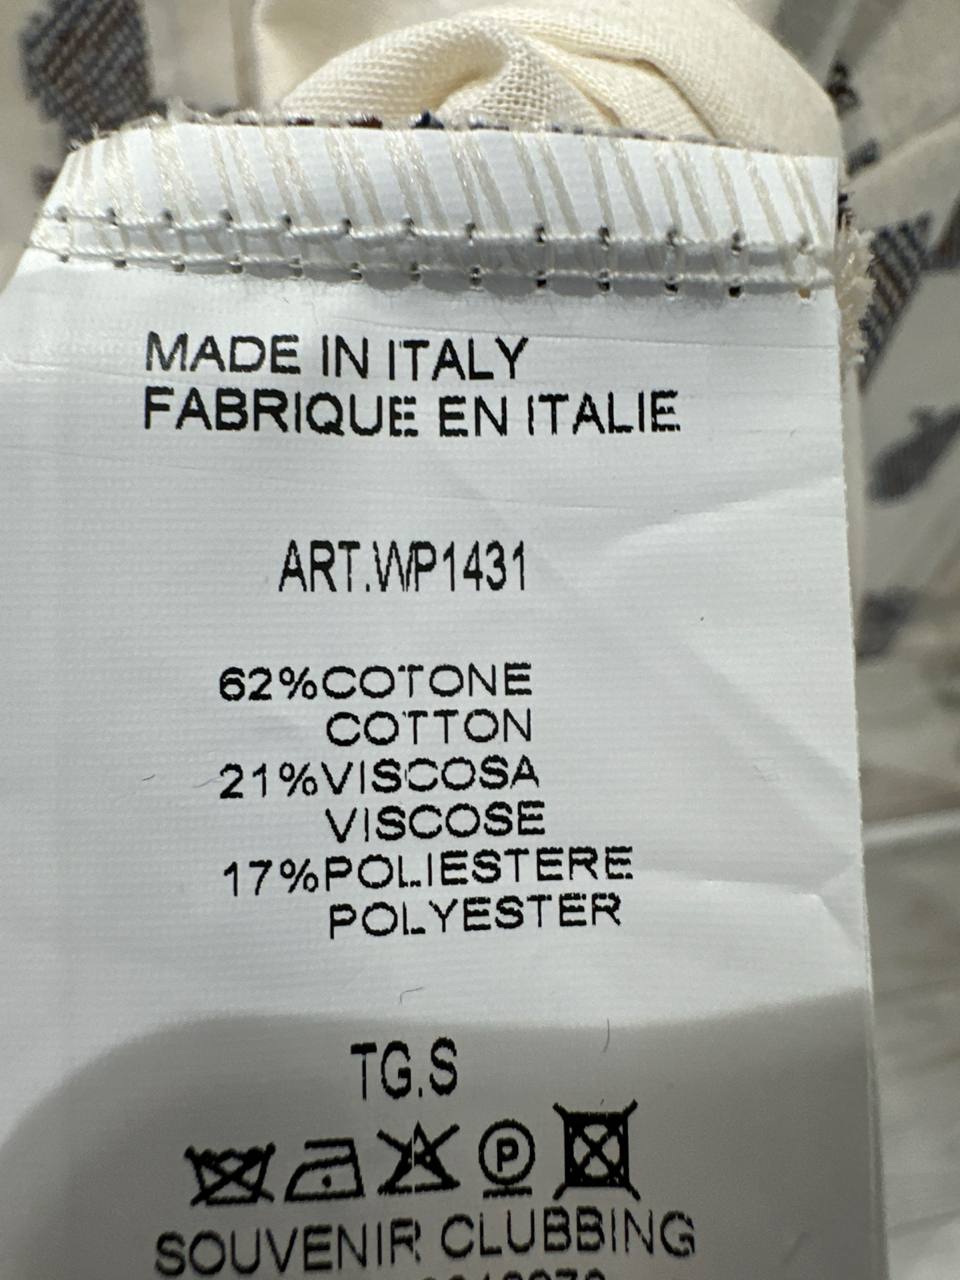 MADE IN ITALY
FABRIQUE EN ITALIE
ART.WP1431
62%COTONE
COTTON
21%VISCOSA
VISCOSE
17%POLIESTERE
POLYESTER
TG.S
P
SOUVENIR CLUBBING